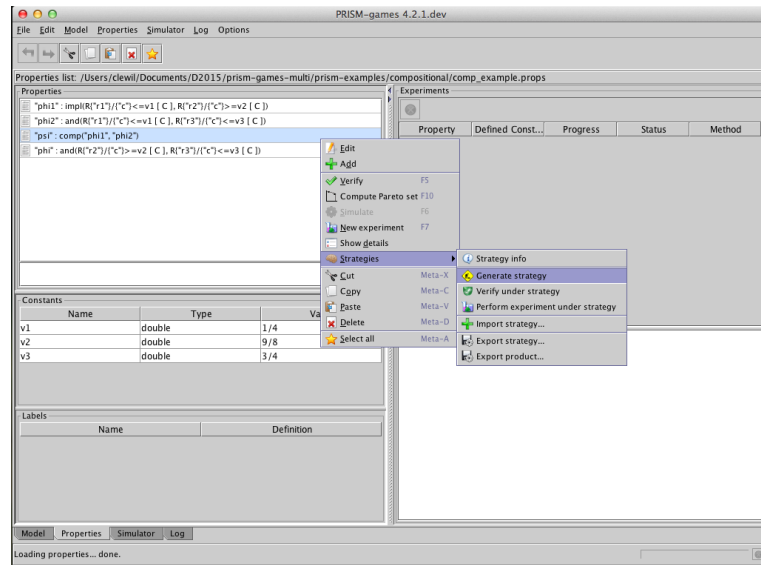 PRISM-games 4.2.1.dev
File Edit Model Properties Simulator Log Options
Properties list: /Users/clewil/Documents/D2015/prism-games-multi/prism-examples/compositional/comp_example.props
Properties
"phi1" : impl(R{"r1"}/{"c"}<=v1 [ C ], R{"r2"}/{"c"}>=v2 [ C ])
"phi2" : and(R{"r1"}/{"c"}<=v1 [ C ], R{"r3"}/{"c"}<=v3 [ C ])
"psi" : comp("phi1", "phi2")
"phi" : and(R{"r2"}/{"c"}>=v2 [ C ], R{"r3"}/{"c"}<=v3 [ C ])
Experiments
Property Defined Const... Progress Status Method
Edit
Add
Verify F5
Compute Pareto set F10
Simulate F6
New experiment F7
Show details
Strategies
Cut Meta-X
Copy Meta-C
Paste Meta-V
Delete Meta-D
Select all Meta-A
Strategy info
Generate strategy
Verify under strategy
Perform experiment under strategy
Import strategy...
Export strategy...
Export product...
Constants
Name Type Va
v1 double 1/4
v2 double 9/8
v3 double 3/4
Labels
Name Definition
Model Properties Simulator Log
Loading properties... done.